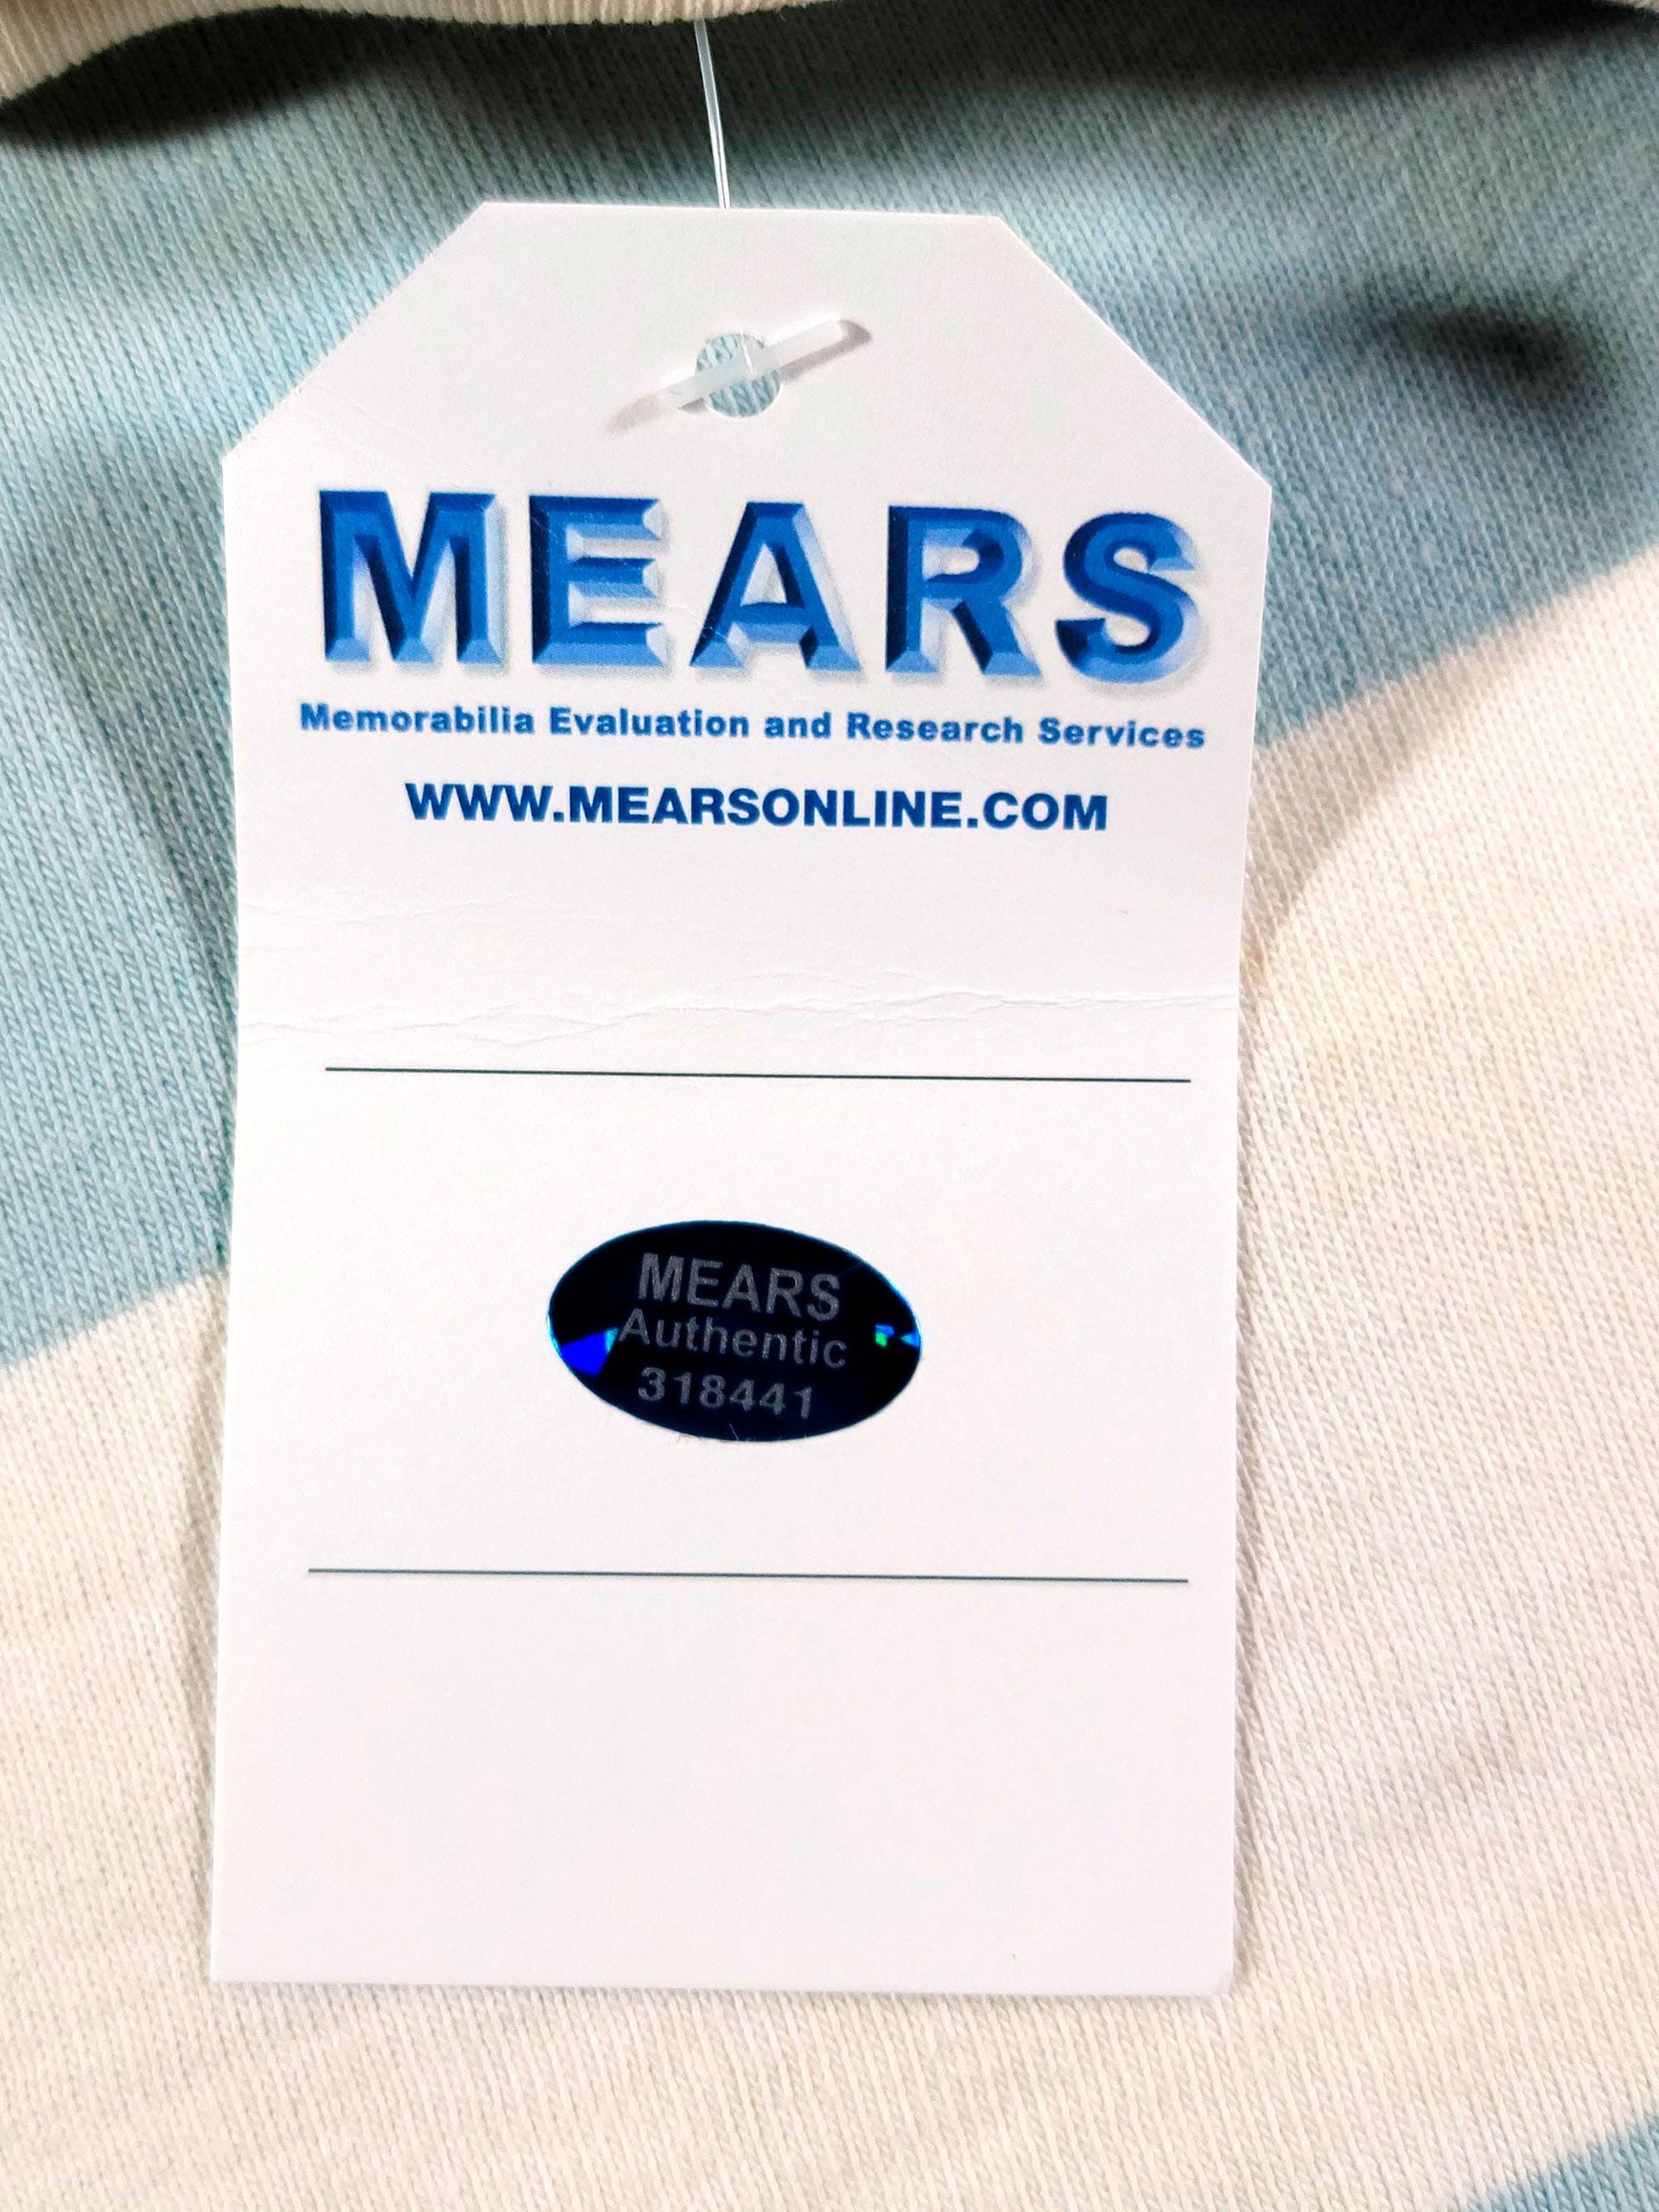 MEARS
Memorabilia Evaluation and Research Services
WWW.MEARSONLINE.COM
MEARS
Authentic
318441